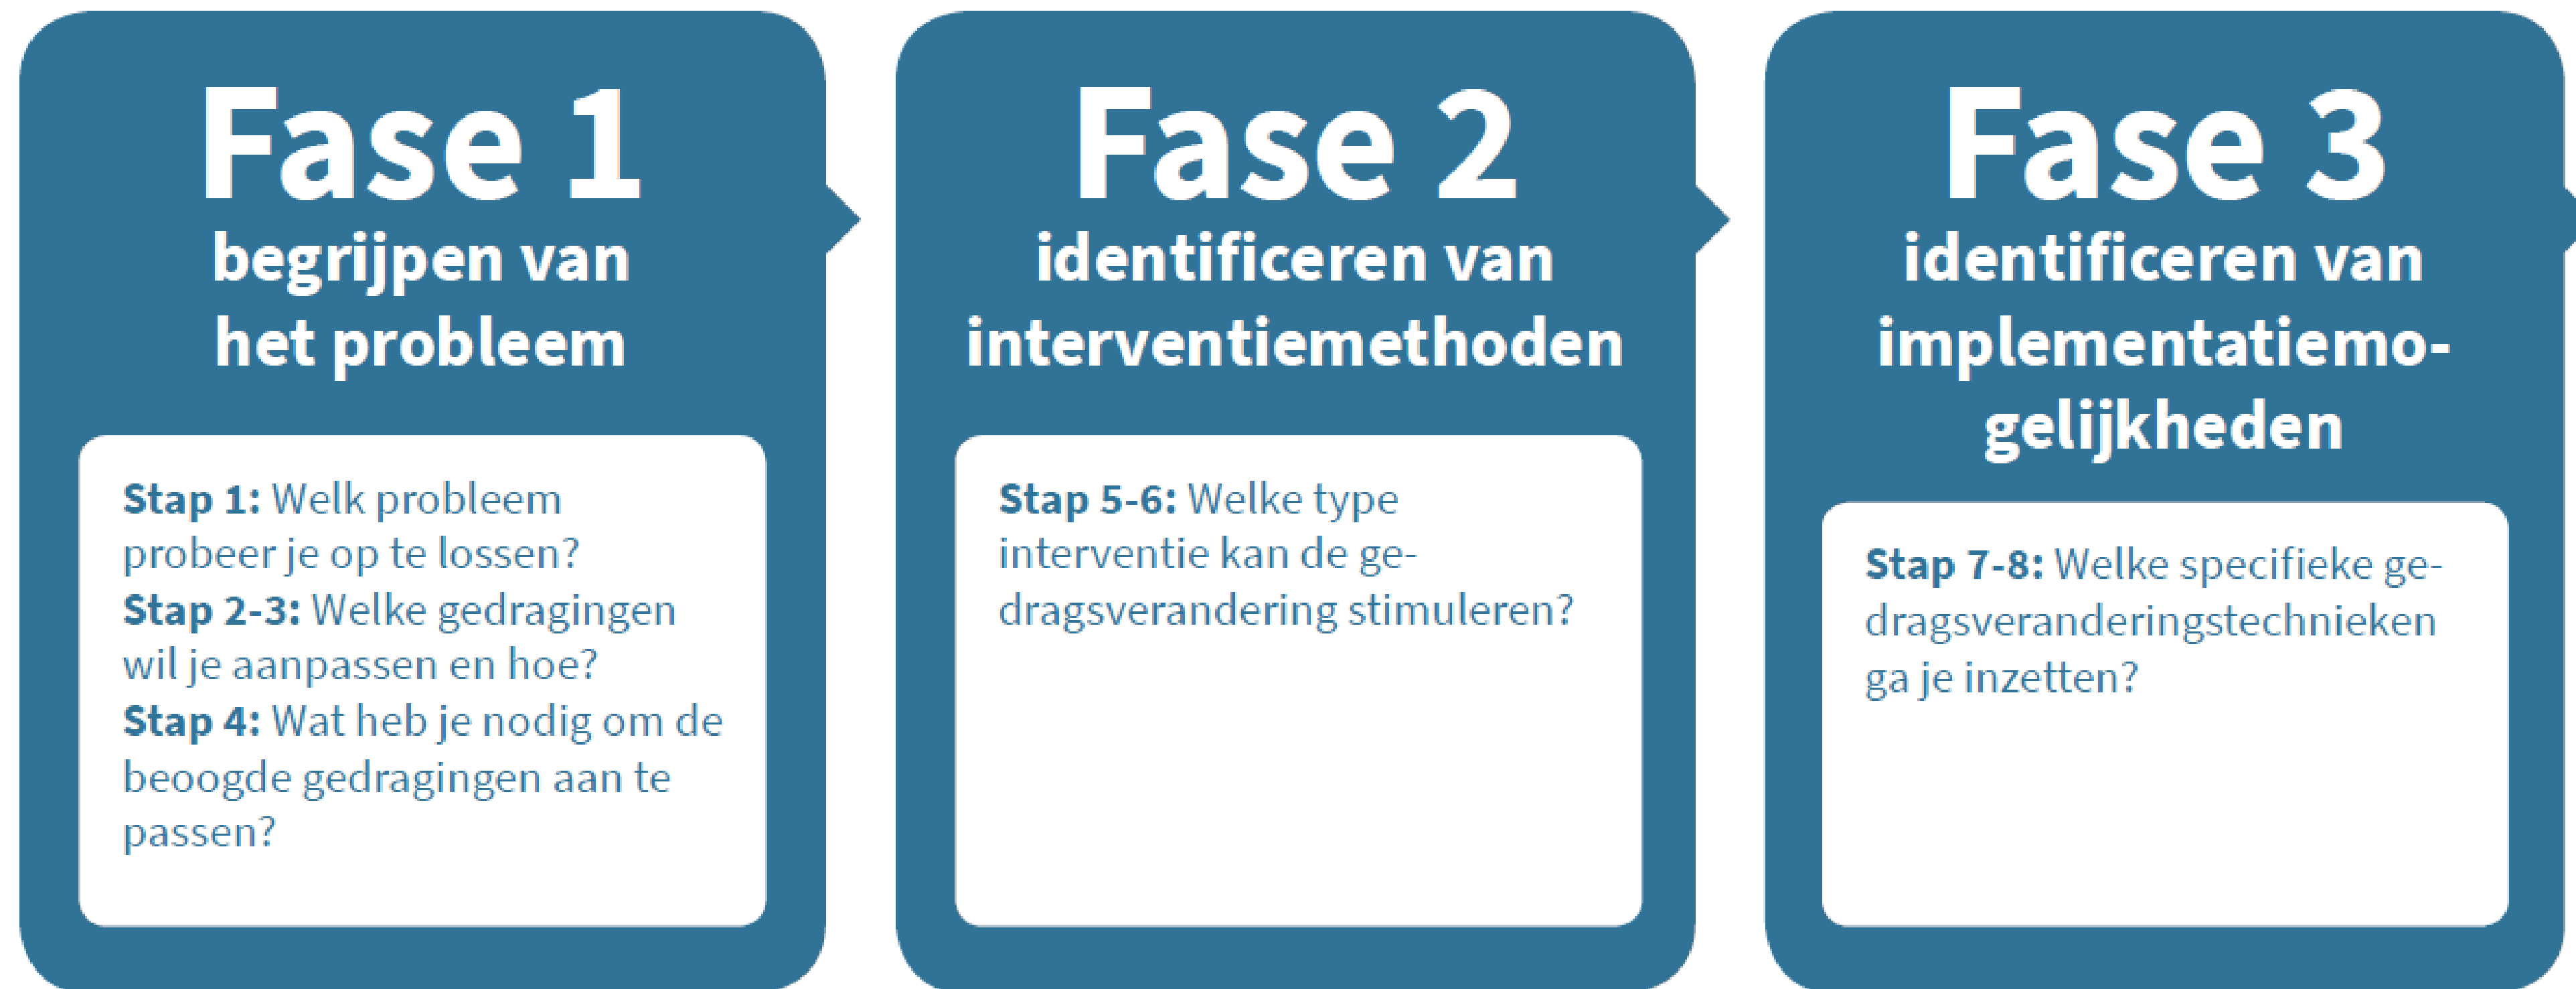 Fase 1
begrijpen van
het probleem
Stap 1: Welk probleem
probeer je op te lossen?
Stap 2-3: Welke gedragingen
wil je aanpassen en hoe?
Stap 4: Wat heb je nodig om de
beoogde gedragingen aan te
passen?
Fase 2
identificeren van
interventiemethoden
Stap 5-6: Welke type
interventie kan de ge-
dragsverandering stimuleren?
Fase 3
identificeren van
implementatiemo-
gelijkheden
Stap 7-8: Welke specifieke ge-
dragsveranderingstechnieken
ga je inzetten?